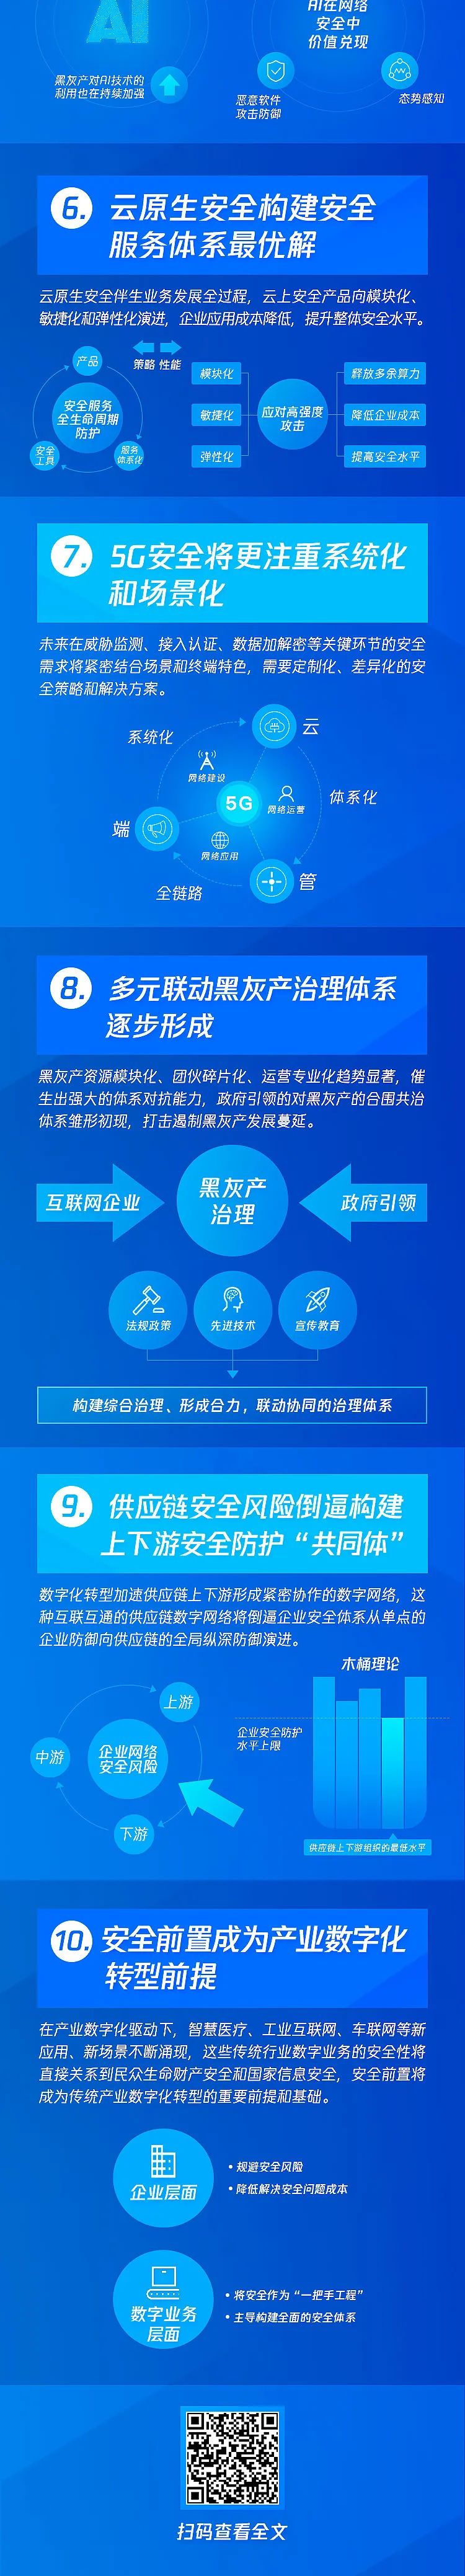 AI
AI在网络
安全中
价值兑现
黑灰产对AI技术的
利用也在持续加强
恶意软件
攻击防御
态势感知
6. 云原生安全构建安全
服务体系最优解
云原生安全伴生业务发展全过程，云上安全产品向模块化、
敏捷化和弹性化演进，企业应用成本降低，提升整体安全水平。
产品
策略 性能
安全服务
全生命周期
防护
安全
工具
服务
体系化
模块化
敏捷化
弹性化
应对高强度
攻击
释放多余算力
降低企业成本
提高安全水平
7. 5G安全将更注重系统化
和场景化
未来在威胁监测、接入认证、数据加解密等关键环节的安全
需求将紧密结合场景和终端特色，需要定制化、差异化的安
全策略和解决方案。
系统化
云
网络建设
5G
网络运营
体系化
端
网络应用
管
全链路
8. 多元联动黑灰产治理体系
逐步形成
黑灰产资源模块化、团伙碎片化、运营专业化趋势显著，催
生出强大的体系对抗能力，政府引领的对黑灰产的合围共治
体系雏形初现，打击遏制黑灰产发展蔓延。
互联网企业
黑灰产
治理
政府引领
法规政策
先进技术
宣传教育
构建综合治理、形成合力，联动协同的治理体系
9. 供应链安全风险倒逼构建
上下游安全防护“共同体”
数字化转型加速供应链上下游形成紧密协作的数字网络，这
种互联互通的供应链数字网络将倒逼企业安全体系从单点的
企业防御向供应链的全局纵深防御演进。
木桶理论
上游
中游
企业网络
安全风险
下游
企业安全防护
水平上限
供应链上下游组织的最低水平
10. 安全前置成为产业数字化
转型前提
在产业数字化驱动下，智慧医疗、工业互联网、车联网等新
应用、新场景不断涌现，这些传统行业数字业务的安全性将
直接关系到民众生命财产安全和国家信息安全，安全前置将
成为传统产业数字化转型的重要前提和基础。
企业层面
• 规避安全风险
• 降低解决安全问题成本
数字业务
层面
• 将安全作为“一把手工程”
• 主导构建全面的安全体系
扫码查看全文